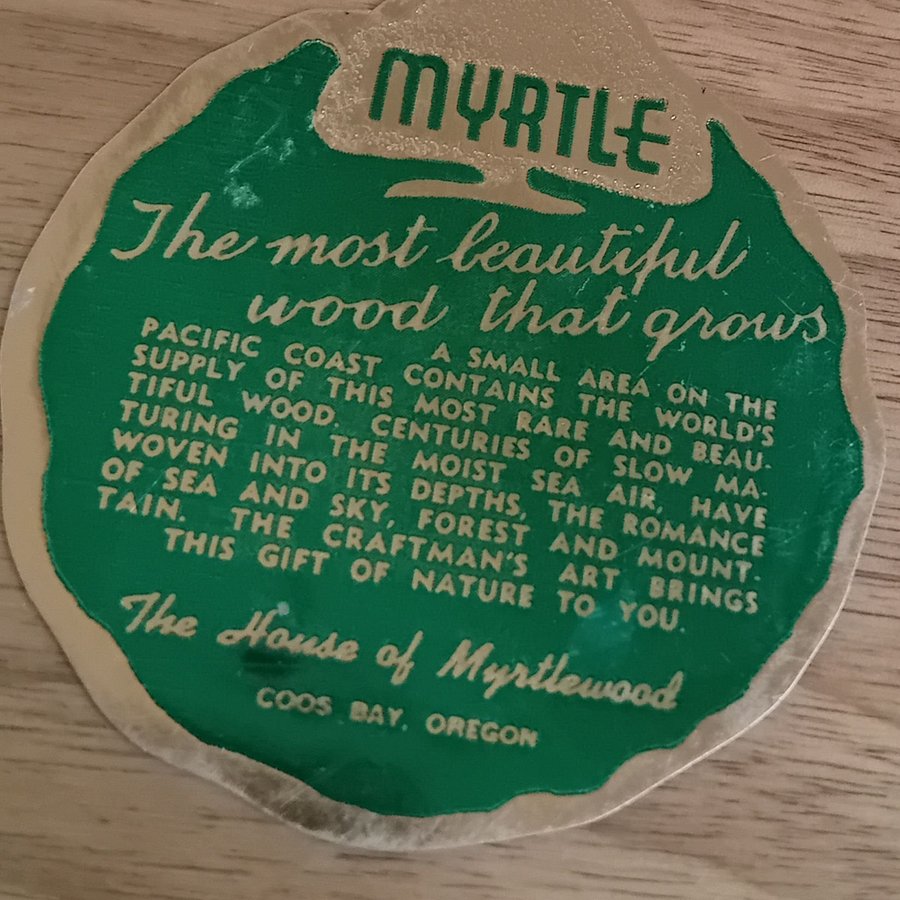 MYRTLE
The most beautiful
wood that grows
A SMALL AREA ON THE
PACIFIC COAST CONTAINS THE WORLD'S
SUPPLY OF THIS MOST RARE AND BEAU-
TIFUL WOOD. CENTURIES OF SLOW MA-
TURING IN THE MOIST SEA AIR, HAVE
WOVEN INTO ITS DEPTHS, THE ROMANCE
OF SEA AND SKY, FOREST AND MOUNT-
TAIN. THE CRAFTMAN'S ART BRINGS
THIS GIFT OF NATURE TO YOU.
The House of Myrtlewood
COOS BAY, OREGON